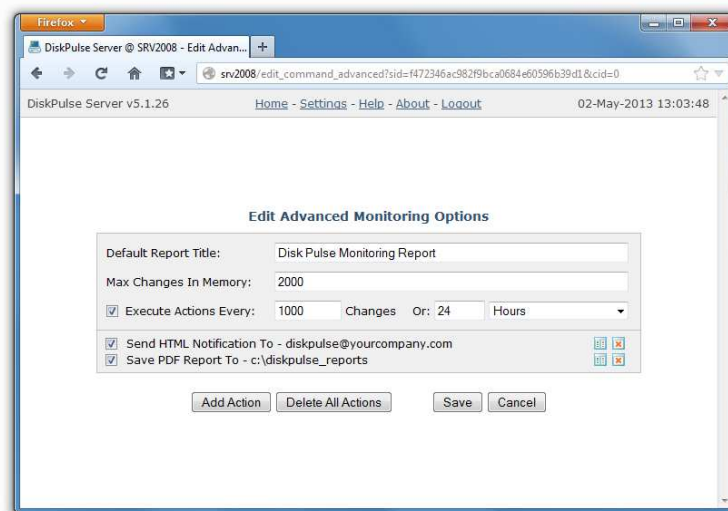 Firefox
DiskPulse Server @ SRV2008 - Edit Advan...
srv2008/edit_command_advanced?sid=f472346ac982f9bca0684e60596b39d1&cid=0
DiskPulse Server v5.1.26 Home - Settings - Help - About - Logout 02-May-2013 13:03:48
Edit Advanced Monitoring Options
Default Report Title: Disk Pulse Monitoring Report
Max Changes In Memory: 2000
Execute Actions Every: 1000 Changes Or: 24 Hours
Send HTML Notification To - diskpulse@yourcompany.com
Save PDF Report To - c:\diskpulse_reports
Add Action Delete All Actions Save Cancel